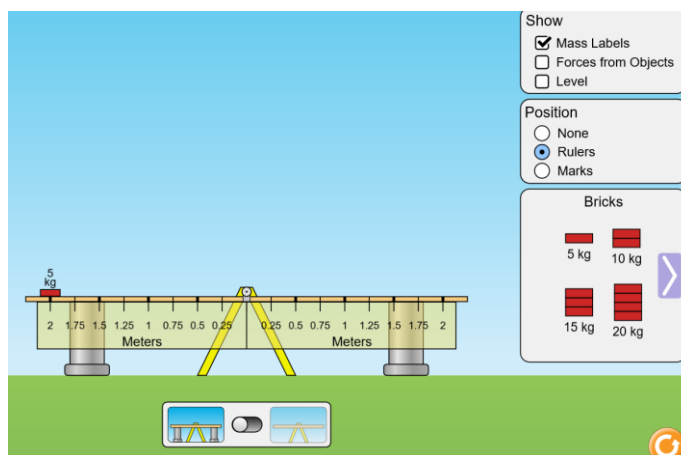 Show
Mass Labels
Forces from Objects
Level
Position
None
Rulers
Marks
Bricks
5 kg 10 kg
15 kg 20 kg
5
kg
2 1.75 1.5 1.25 1 0.75 0.5 0.25 0.25 0.5 0.75 1 1.25 1.5 1.75 2
Meters Meters